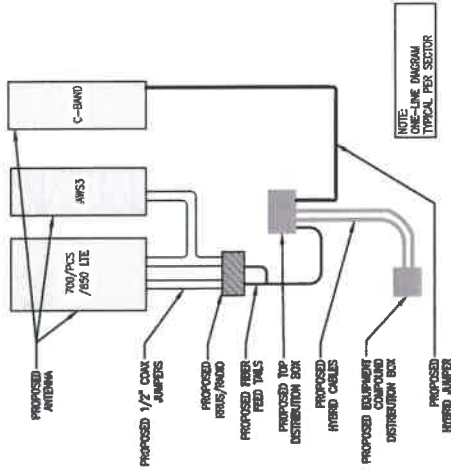 700/PCS
/850 LTE
AWS3
C-BAND
PROPOSED
ANTENNA
PROPOSED 1/2" COAX
JUMPERS
PROPOSED
RRUS/RADIO
PROPOSED FIBER
FEED TAILS
PROPOSED TOP
DISTRIBUTION BOX
PROPOSED
HYBRID CABLES
PROPOSED EQUIPMENT
COMPOUND
DISTRIBUTION BOX
PROPOSED
HYBRID JUMPER
NOTE:
ONE-LINE DIAGRAM
TYPICAL PER SECTOR